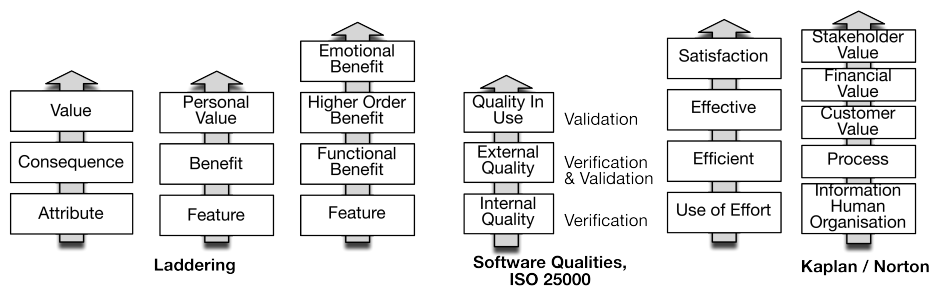 Value
Consequence
Attribute
Personal
Value
Benefit
Feature
Emotional
Benefit
Higher Order
Benefit
Functional
Benefit
Feature
Laddering
Quality In
Use
Validation
External
Quality
Verification
& Validation
Internal
Quality
Verification
Software Qualities,
ISO 25000
Satisfaction
Effective
Efficient
Use of Effort
Stakeholder
Value
Financial
Value
Customer
Value
Process
Information
Human
Organisation
Kaplan / Norton